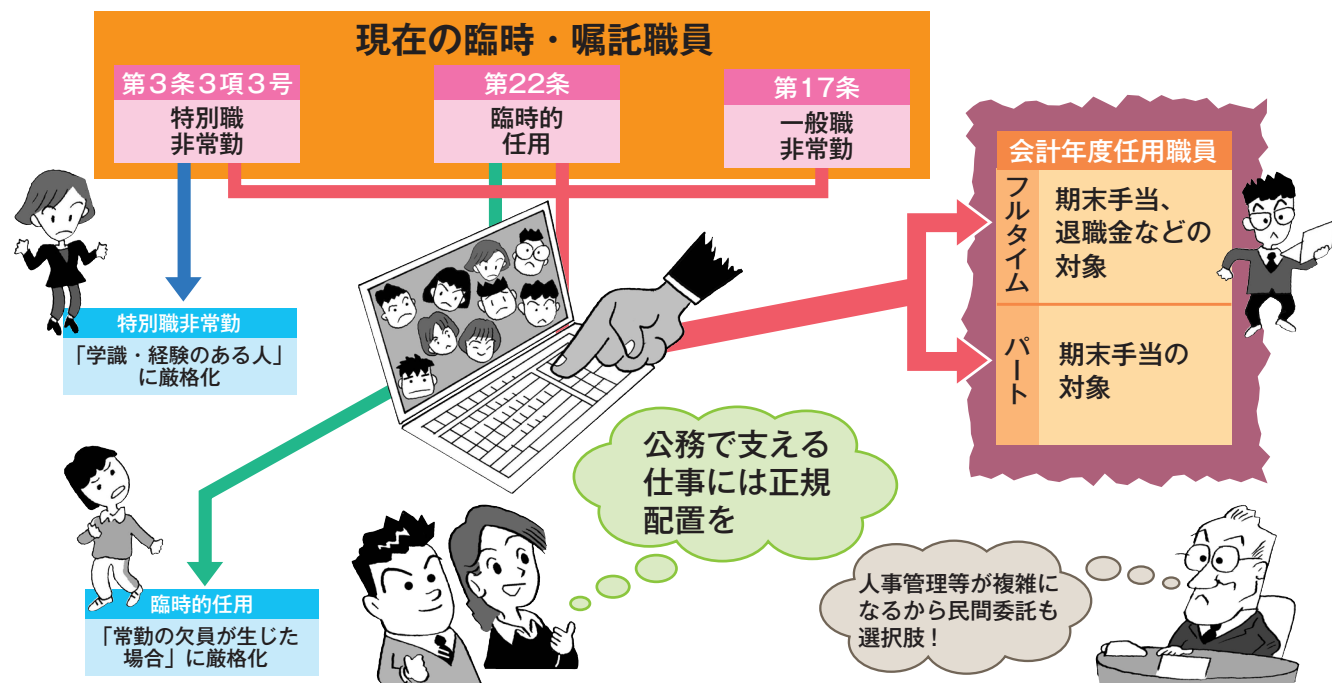 現在の臨時・嘱託職員
第3条3項3号
特別職
非常勤
第22条
臨時的
任用
第17条
一般職
非常勤
特別職非常勤
「学識・経験のある人」
に厳格化
臨時的任用
「常勤の欠員が生じた
場合」に厳格化
会計年度任用職員
フルタイム
期末手当、
退職金などの
対象
パート
期末手当の
対象
公務で支える
仕事には正規
配置を
人事管理等が複雑に
なるから民間委託も
選択肢！